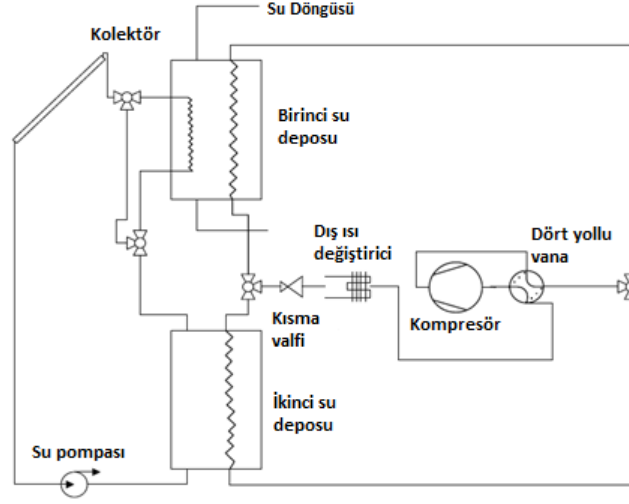 Su Döngüsü
Kolektör
Birinci su
deposu
Dış ısı
değiştirici
Dört yollu
vana
Kısma
valfi
Kompresör
İkinci su
deposu
Su pompası